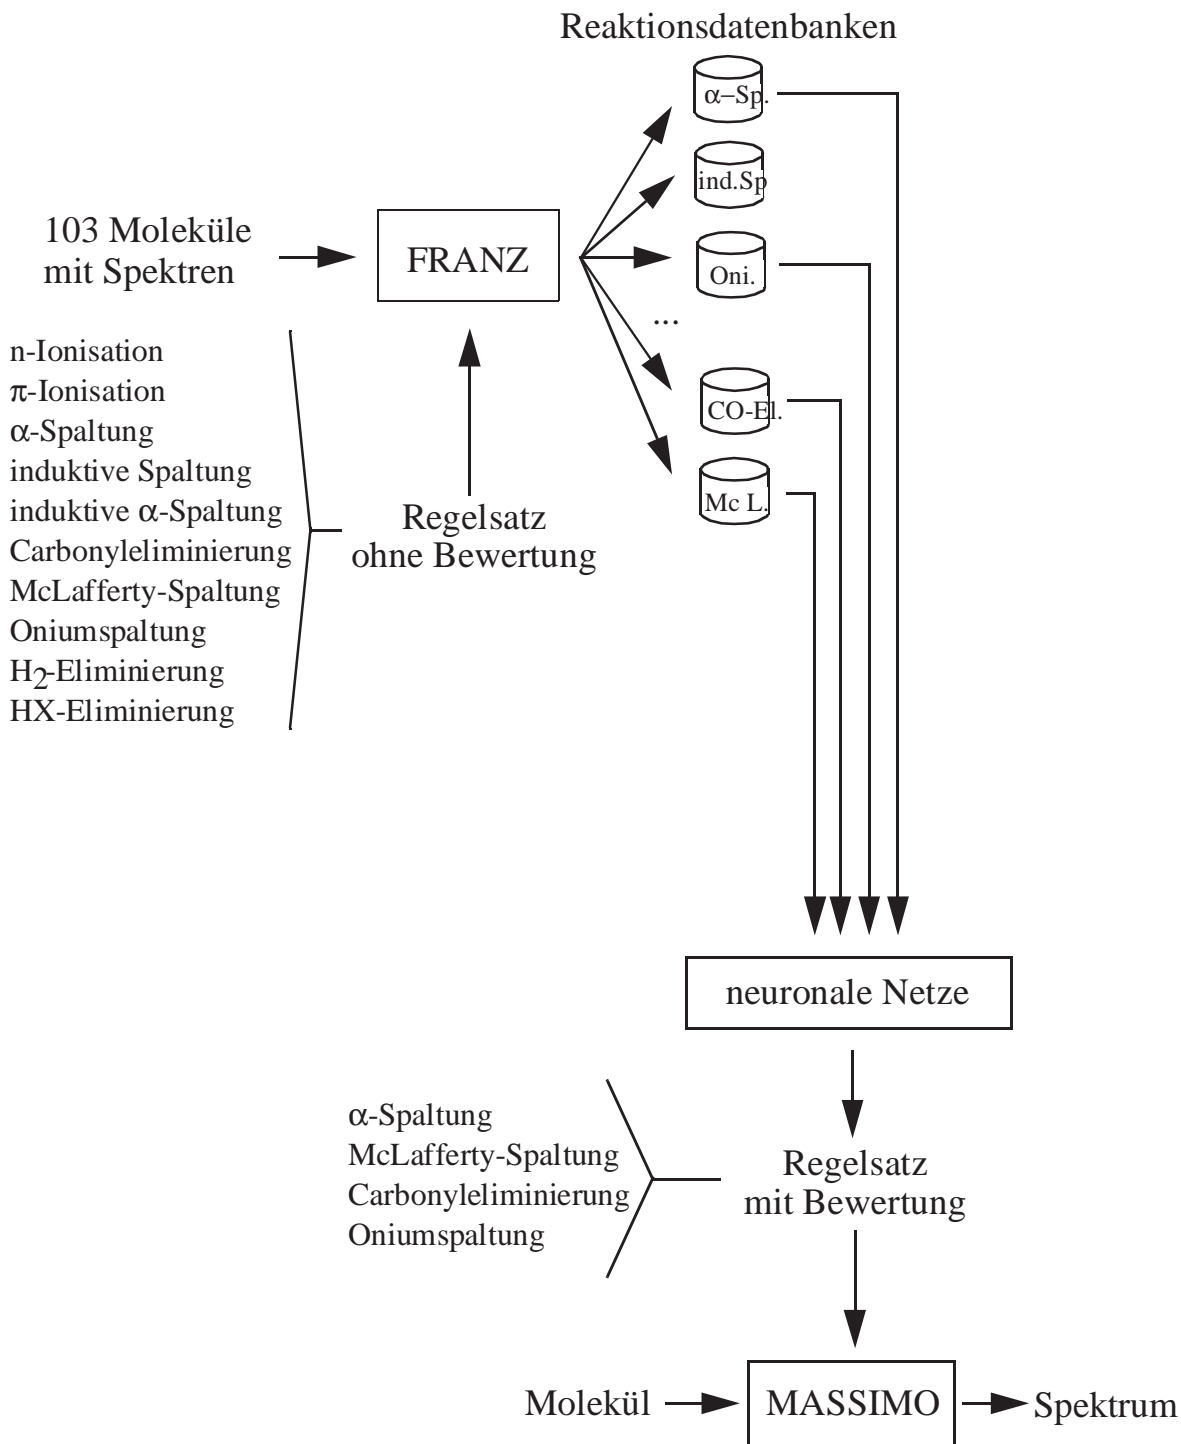 Reaktionsdatenbanken
α–Sp.
ind.Sp
103 Moleküle
mit Spektren
FRANZ
Oni.
...
CO-El.
Mc L.
n-Ionisation
π-Ionisation
α-Spaltung
induktive Spaltung
induktive α-Spaltung
Carbonyleliminierung
McLafferty-Spaltung
Oniumspaltung
H2-Eliminierung
HX-Eliminierung
Regelsatz
ohne Bewertung
neuronale Netze
α-Spaltung
McLafferty-Spaltung
Carbonyleliminierung
Oniumspaltung
Regelsatz
mit Bewertung
Molekül
MASSIMO
Spektrum